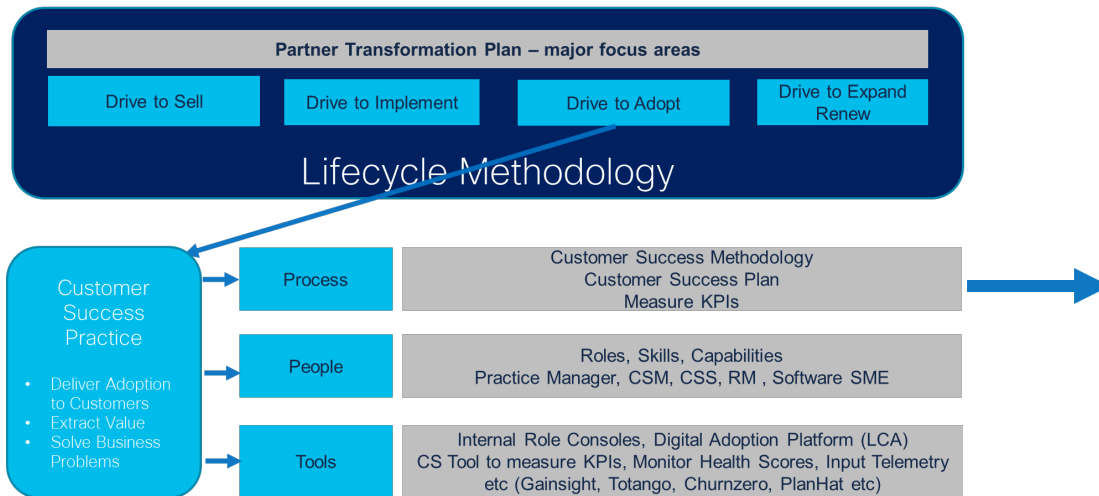 Partner Transformation Plan – major focus areas
Drive to Sell
Drive to Implement
Drive to Adopt
Drive to Expand
Renew
Lifecycle Methodology
Customer
Success
Practice
• Deliver Adoption
to Customers
• Extract Value
• Solve Business
Problems
Process
Customer Success Methodology
Customer Success Plan
Measure KPIs
People
Roles, Skills, Capabilities
Practice Manager, CSM, CSS, RM , Software SME
Tools
Internal Role Consoles, Digital Adoption Platform (LCA)
CS Tool to measure KPIs, Monitor Health Scores, Input Telemetry
etc (Gainsight, Totango, Churnzero, PlanHat etc)